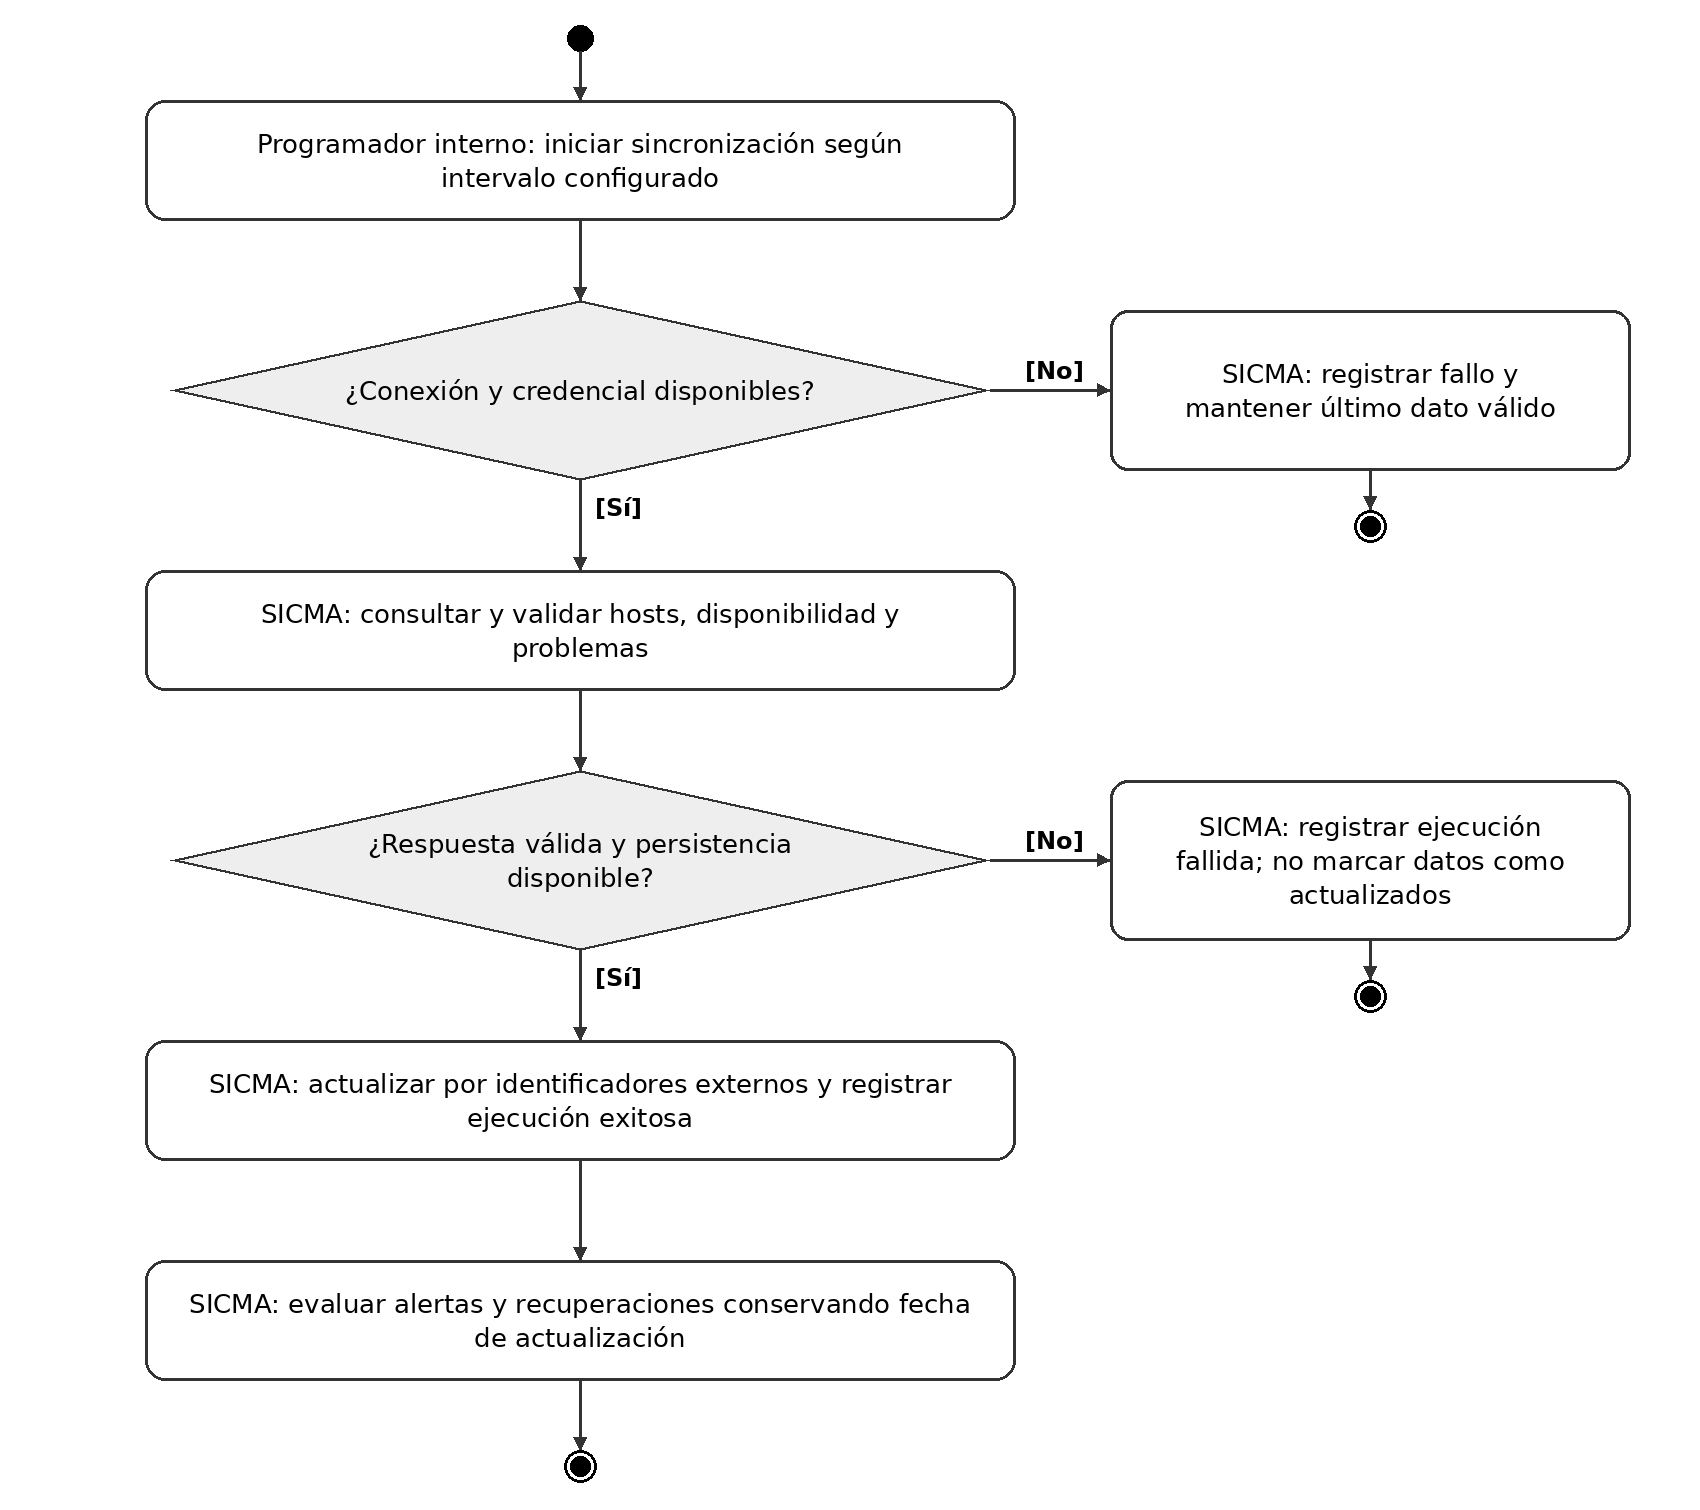 Programador interno: iniciar sincronización según
intervalo configurado
¿Conexión y credencial disponibles?
[No]
SICMA: registrar fallo y
mantener último dato válido
[Sí]
SICMA: consultar y validar hosts, disponibilidad y
problemas
¿Respuesta válida y persistencia
disponible?
[No]
SICMA: registrar ejecución
fallida; no marcar datos como
actualizados
[Sí]
SICMA: actualizar por identificadores externos y registrar
ejecución exitosa
SICMA: evaluar alertas y recuperaciones conservando fecha
de actualización